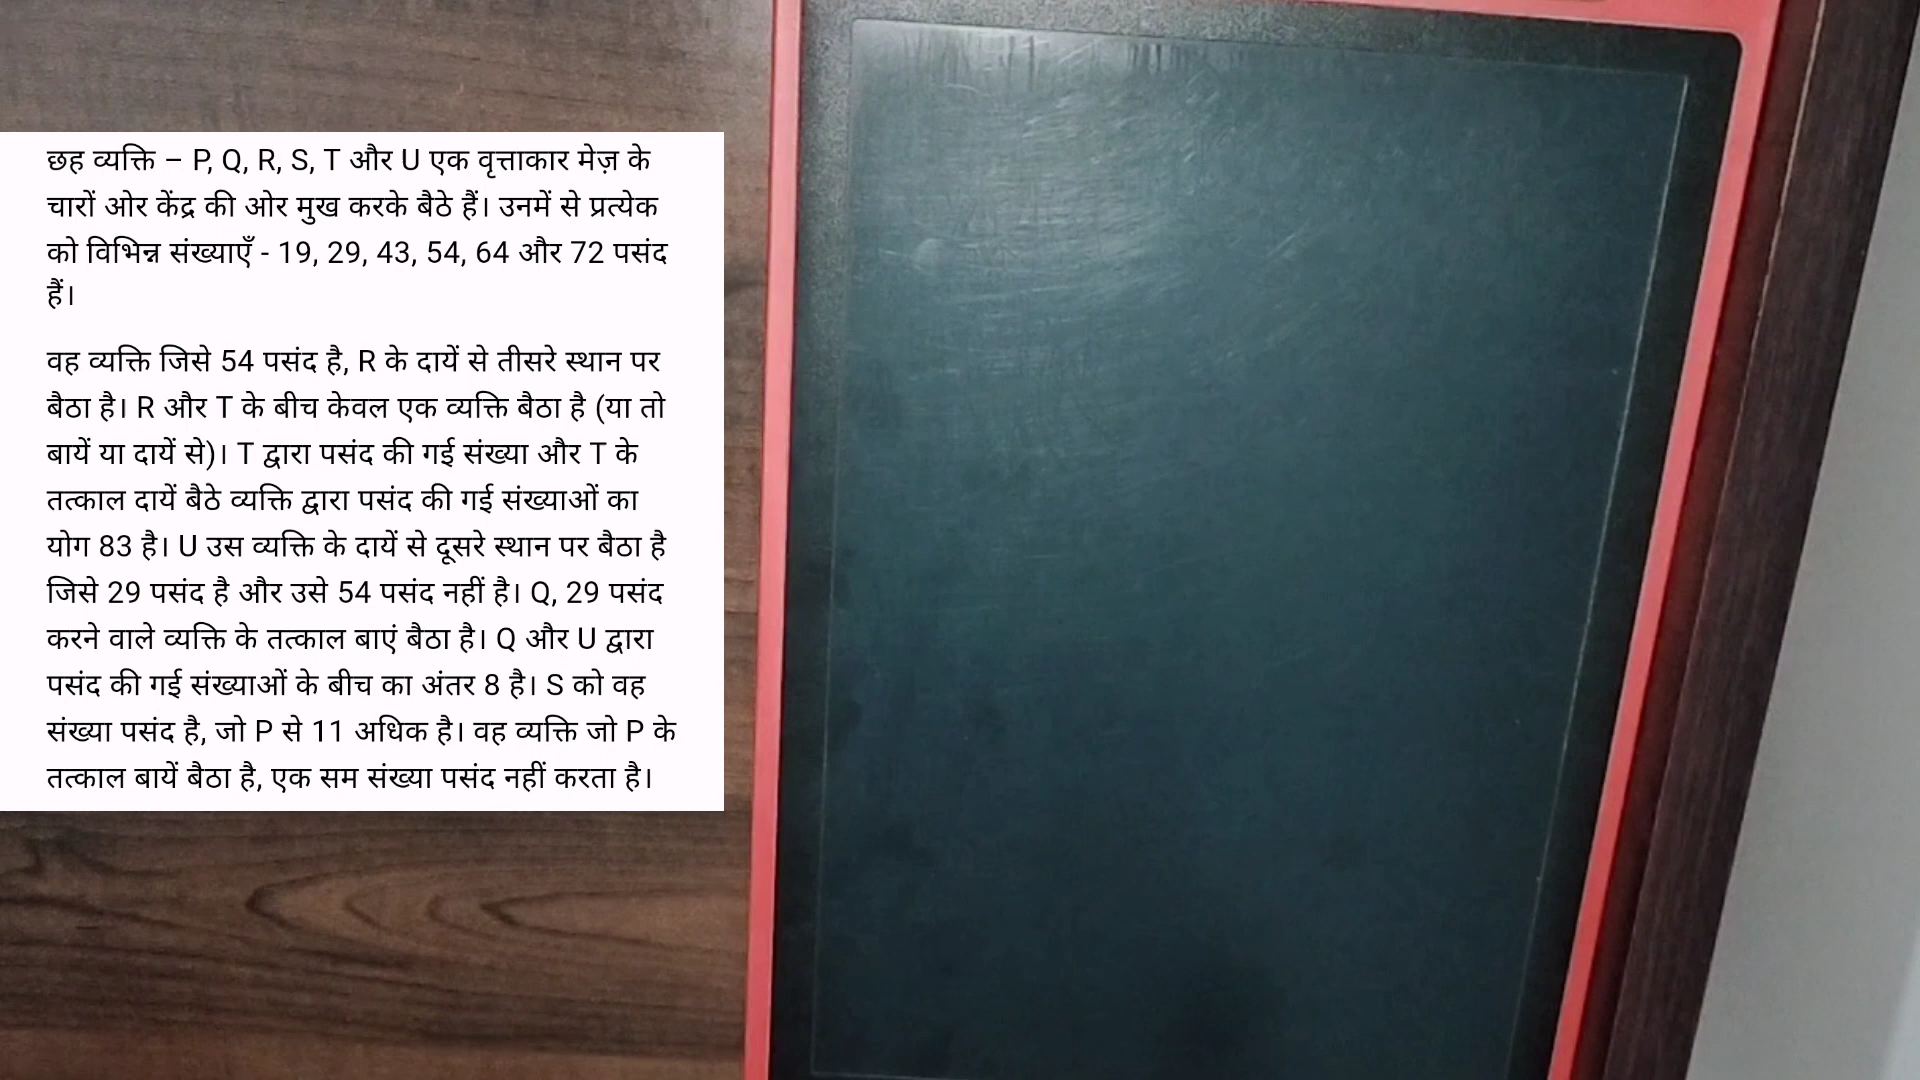 छह व्यक्ति – P, Q, R, S, T और U एक वृत्ताकार मेज़ के
चारों ओर केंद्र की ओर मुख करके बैठे हैं। उनमें से प्रत्येक
को विभिन्न संख्याएँ - 19, 29, 43, 54, 64 और 72 पसंद
हैं।
वह व्यक्ति जिसे 54 पसंद है, R के दायें से तीसरे स्थान पर
बैठा है। R और T के बीच केवल एक व्यक्ति बैठा है (या तो
बायें या दायें से)। T द्वारा पसंद की गई संख्या और T के
तत्काल दायें बैठे व्यक्ति द्वारा पसंद की गई संख्याओं का
योग 83 है। U उस व्यक्ति के दायें से दूसरे स्थान पर बैठा है
जिसे 29 पसंद है और उसे 54 पसंद नहीं है। Q, 29 पसंद
करने वाले व्यक्ति के तत्काल बाएं बैठा है। Q और U द्वारा
पसंद की गई संख्याओं के बीच का अंतर 8 है। S को वह
संख्या पसंद है, जो P से 11 अधिक है। वह व्यक्ति जो P के
तत्काल बायें बैठा है, एक सम संख्या पसंद नहीं करता है।